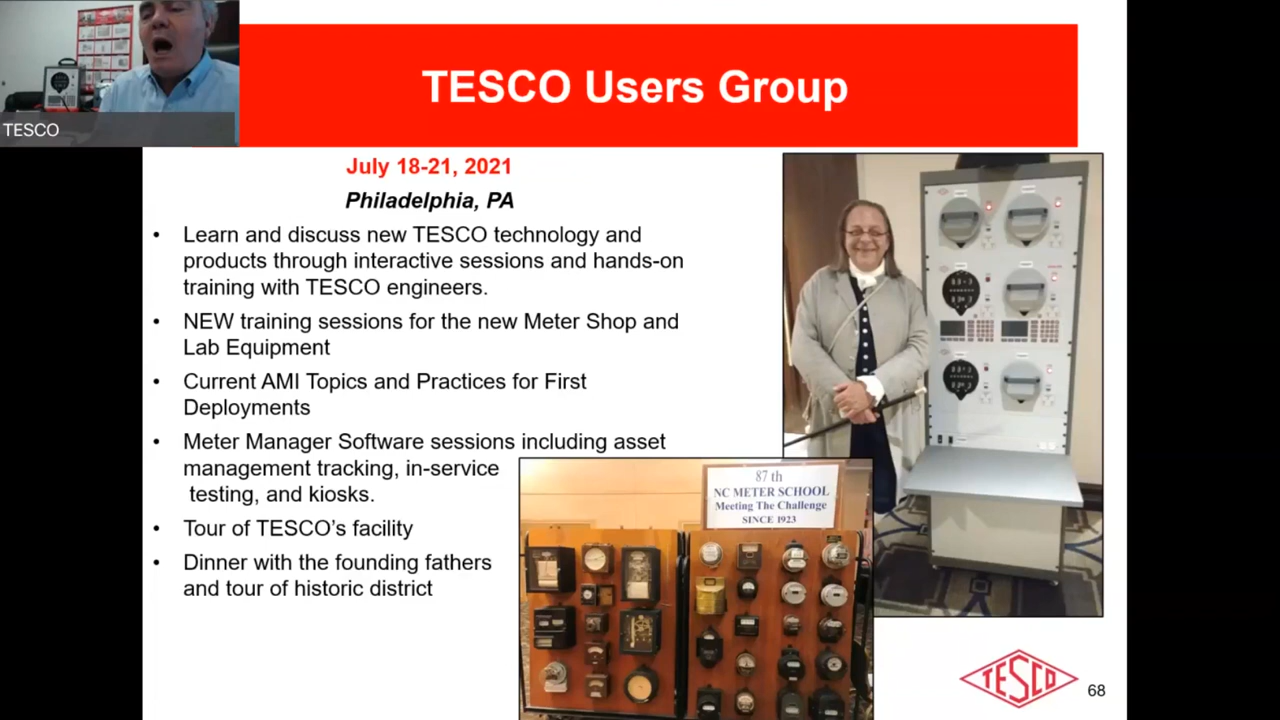 TESCO Users Group
TESCO
July 18-21, 2021
Philadelphia, PA
• Learn and discuss new TESCO technology and
products through interactive sessions and hands-on
training with TESCO engineers.
• NEW training sessions for the new Meter Shop and
Lab Equipment
• Current AMI Topics and Practices for First
Deployments
• Meter Manager Software sessions including asset
management tracking, in-service
testing, and kiosks.
• Tour of TESCO's facility
• Dinner with the founding fathers
and tour of historic district
87 th
NC METER SCHOOL
Meeting The Challenge
SINCE 1923
TESCO
68